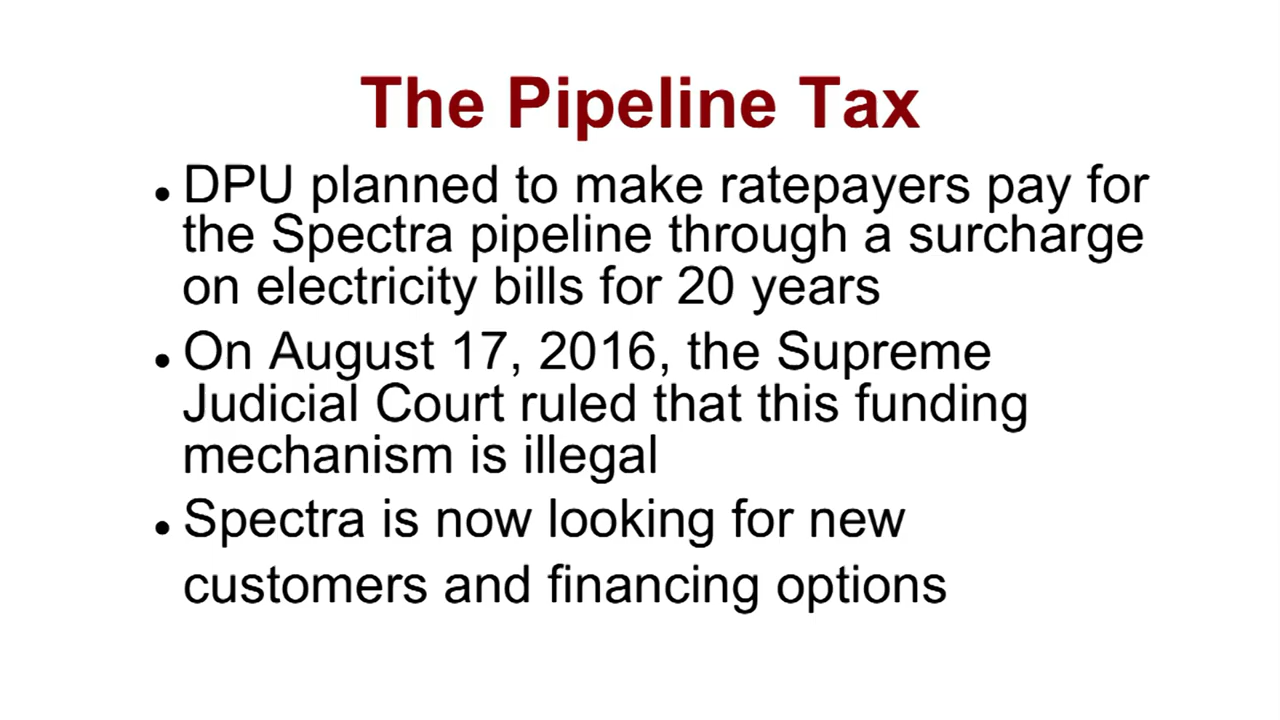 The Pipeline Tax
• DPU planned to make ratepayers pay for
the Spectra pipeline through a surcharge
on electricity bills for 20 years
• On August 17, 2016, the Supreme
Judicial Court ruled that this funding
mechanism is illegal
• Spectra is now looking for new
customers and financing options